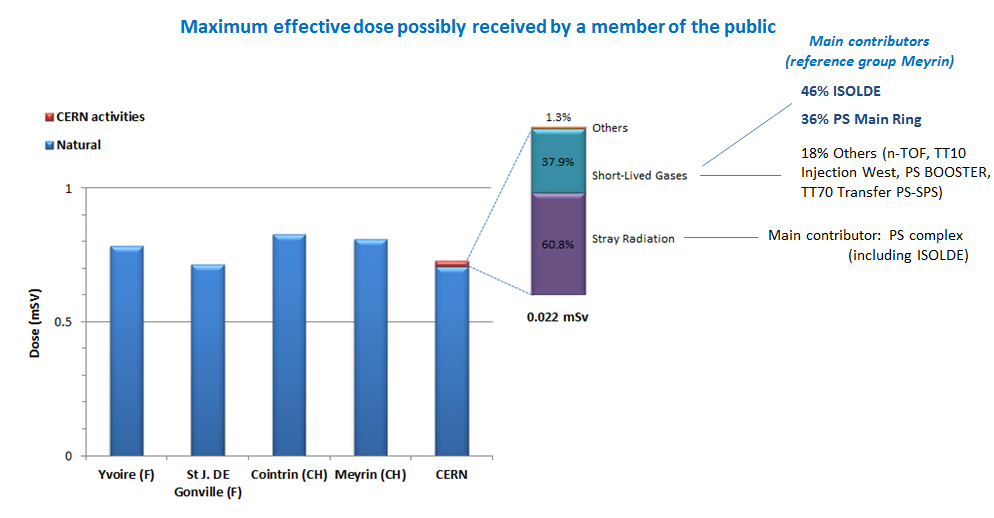 Maximum effective dose possibly received by a member of the public
Main contributors
(reference group Meyrin)
46% ISOLDE
36% PS Main Ring
18% Others (n-TOF, TT10
Injection West, PS BOOSTER,
TT70 Transfer PS-SPS)
CERN activities
Natural
1.3%
Others
37.9%
Short-Lived Gases
60.8%
Stray Radiation
Main contributor: PS complex
(including ISOLDE)
0.022 mSv
Dose (mSV)
1
0.5
0
Yvoire (F)
St J. DE
Gonville (F)
Cointrin (CH)
Meyrin (CH)
CERN